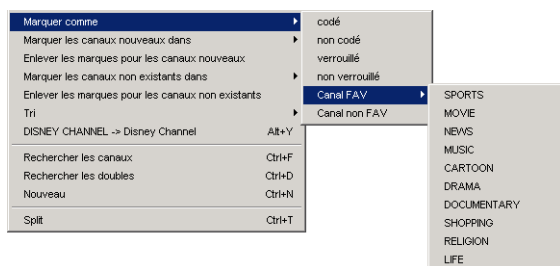 Marquer comme
Marquer les canaux nouveaux dans
Enlever les marques pour les canaux nouveaux
Marquer les canaux non existants dans
Enlever les marques pour les canaux non existants
Tri
DISNEY CHANNEL -> Disney Channel Alt+Y
Rechercher les canaux Ctrl+F
Rechercher les doubles Ctrl+D
Nouveau Ctrl+N
Split Ctrl+T
codé
non codé
verrouillé
non verrouillé
Canal FAV
Canal non FAV
SPORTS
MOVIE
NEWS
MUSIC
CARTOON
DRAMA
DOCUMENTARY
SHOPPING
RELIGION
LIFE